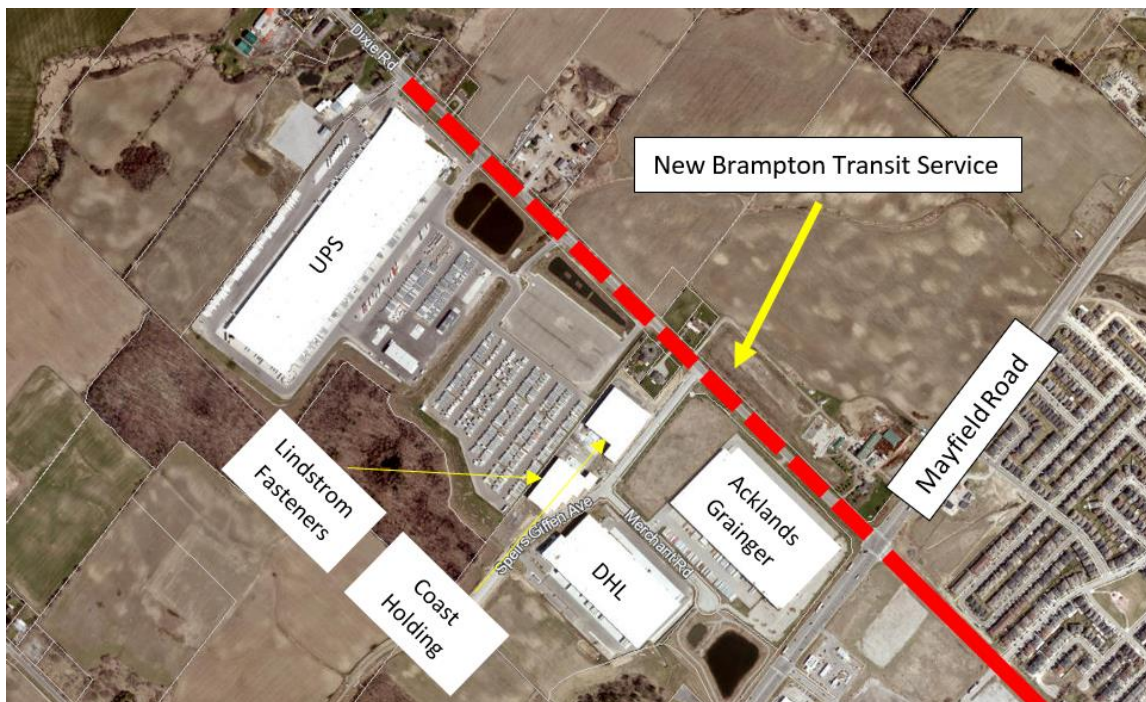 Dixie Rd
New Brampton Transit Service
UPS
Mayfield Road
Lindstrom
Fasteners
Acklands
Grainger
Speirs Giffen Ave
Merchant Rd
DHL
Coast
Holding